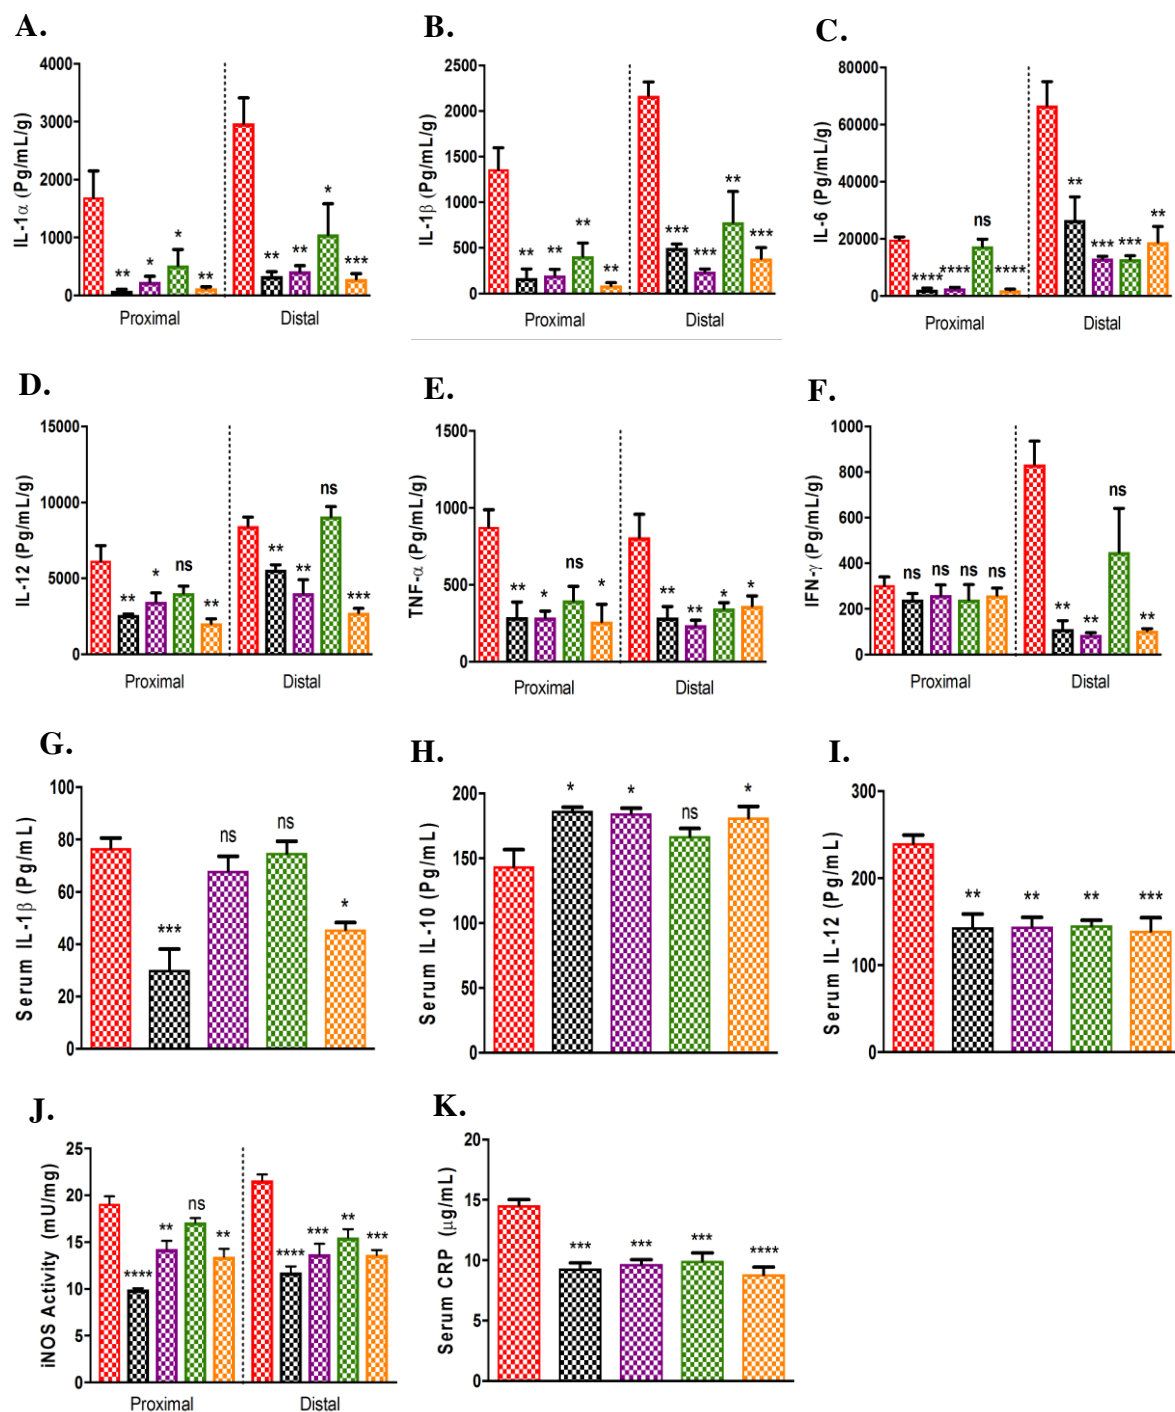 A.
IL-1α (Pg/mL/g)
4000
3000
2000
1000
0
** * * **
** ** * ***
Proximal Distal
B.
IL-1β (Pg/mL/g)
2500
2000
1500
1000
500
0
** ** ** **
*** *** ** ***
Proximal Distal
C.
IL-6 (Pg/mL/g)
80000
60000
40000
20000
0
**** **** ns ****
** *** *** **
Proximal Distal
D.
IL-12 (Pg/mL/g)
15000
10000
5000
0
** * ns **
** ** ns ***
Proximal Distal
E.
TNF-α (Pg/mL/g)
1500
1000
500
0
** * ns *
** ** * *
Proximal Distal
F.
IFN-γ (Pg/mL/g)
1000
800
600
400
200
0
ns ns ns ns
** ** ns **
Proximal Distal
G.
Serum IL-1β (Pg/mL)
100
80
60
40
20
0
*** ns ns *
H.
Serum IL-10 (Pg/mL)
200
150
100
50
0
* * ns *
I.
Serum IL-12 (Pg/mL)
300
200
100
0
** ** ** ***
J.
iNOS Activity (mU/mg)
25
20
15
10
5
0
**** ** ns **
**** *** ** ***
Proximal Distal
K.
Serum CRP (µg/mL)
20
15
10
5
0
*** *** *** ****